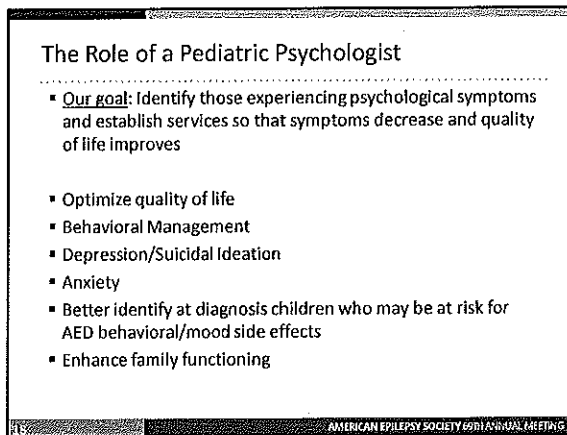 The Role of a Pediatric Psychologist
▪ Our goal: Identify those experiencing psychological symptoms
and establish services so that symptoms decrease and quality
of life improves
▪ Optimize quality of life
▪ Behavioral Management
▪ Depression/Suicidal Ideation
▪ Anxiety
▪ Better identify at diagnosis children who may be at risk for
AED behavioral/mood side effects
▪ Enhance family functioning
AMERICAN EPILEPSY SOCIETY 69TH ANNUAL MEETING